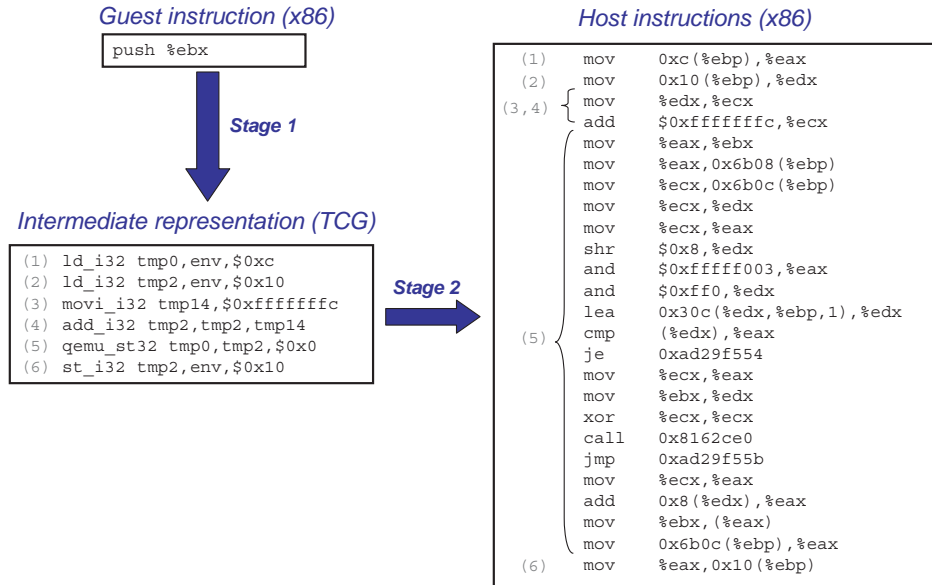 Guest instruction (x86)
push %ebx
Stage 1
Intermediate representation (TCG)
(1) ld_i32 tmp0,env,$0xc
(2) ld_i32 tmp2,env,$0x10
(3) movi_i32 tmp14,$0xfffffffc
(4) add_i32 tmp2,tmp2,tmp14
(5) qemu_st32 tmp0,tmp2,$0x0
(6) st_i32 tmp2,env,$0x10
Stage 2
Host instructions (x86)
(1) mov 0xc(%ebp),%eax
(2) mov 0x10(%ebp),%edx
(3,4) mov %edx,%ecx
add $0xfffffffc,%ecx
mov %eax,%ebx
mov %eax,0x6b08(%ebp)
mov %ecx,0x6b0c(%ebp)
mov %ecx,%edx
mov %ecx,%eax
shr $0x8,%edx
and $0xfffff003,%eax
and $0xff0,%edx
lea 0x30c(%edx,%ebp,1),%edx
(5) cmp (%edx),%eax
je 0xad29f554
mov %ecx,%eax
mov %ebx,%edx
xor %ecx,%ecx
call 0x8162ce0
jmp 0xad29f55b
mov %ecx,%eax
add 0x8(%edx),%eax
mov %ebx,(%eax)
mov 0x6b0c(%ebp),%eax
(6) mov %eax,0x10(%ebp)